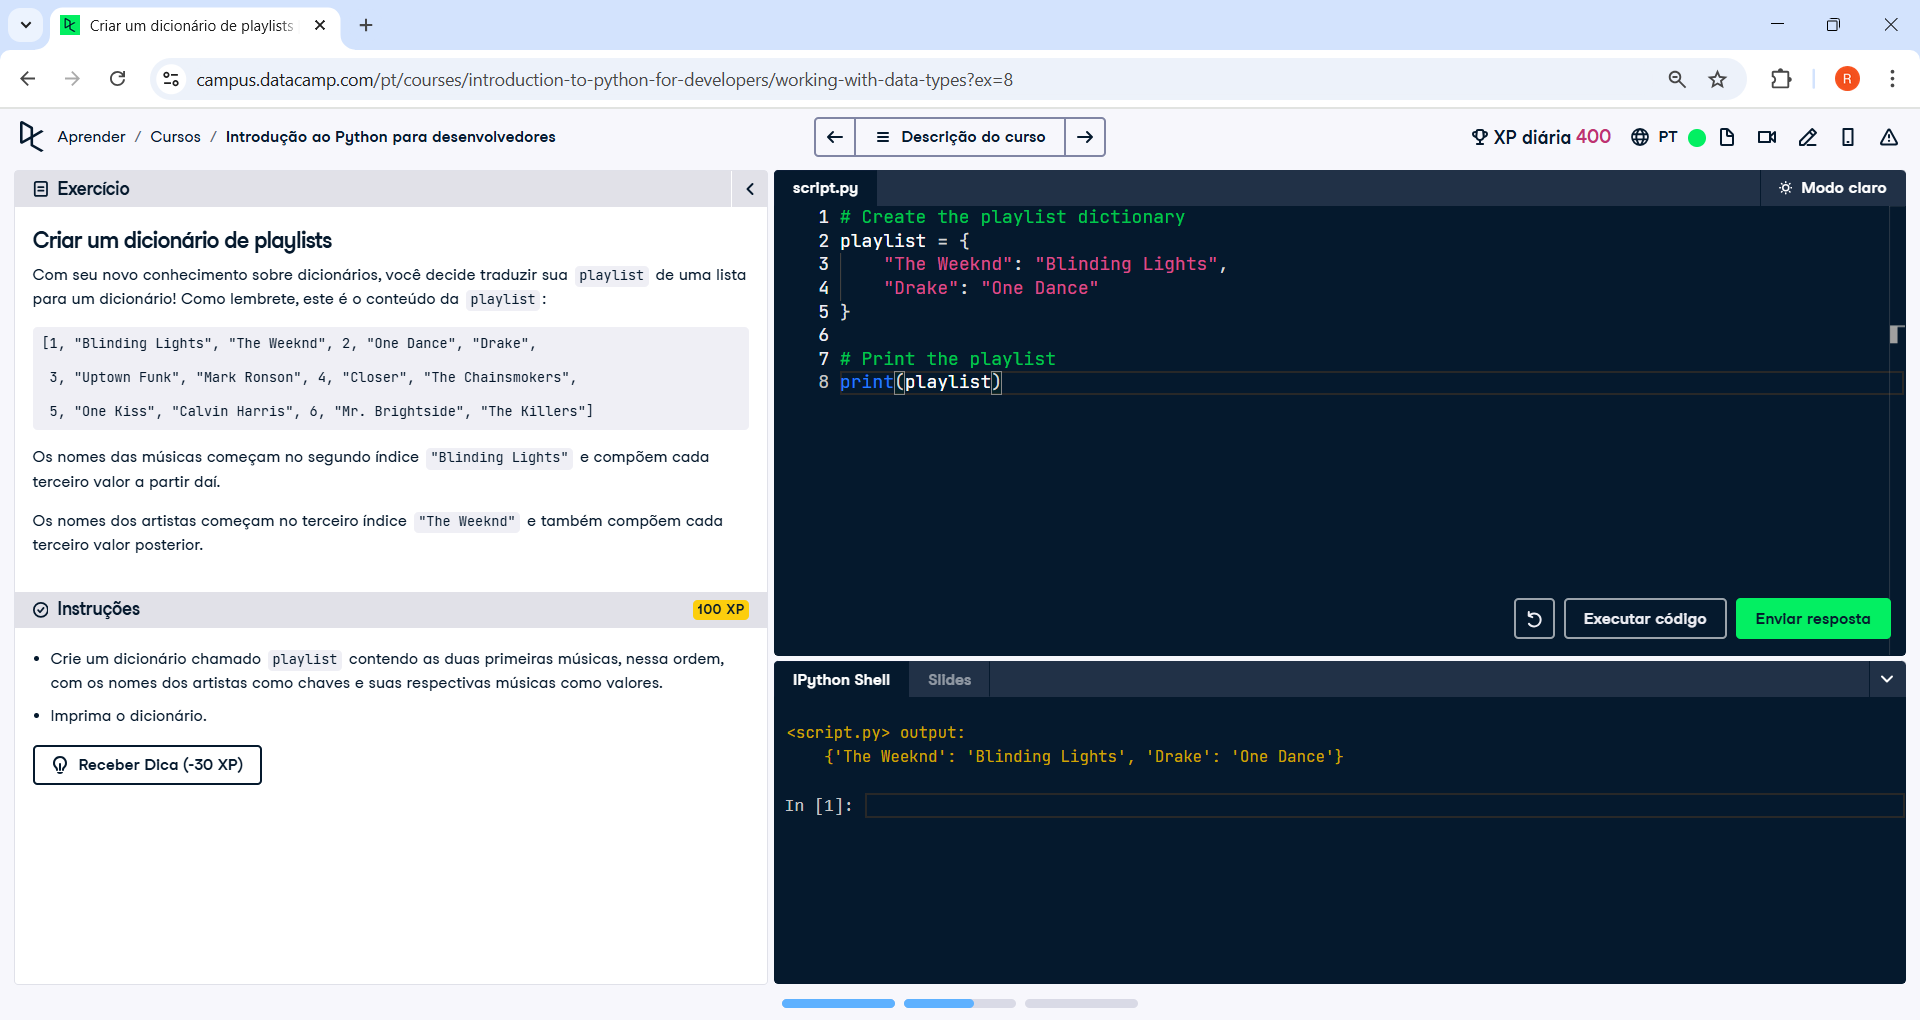 Criar um dicionário de playlists
campus.datacamp.com/pt/courses/introduction-to-python-for-developers/working-with-data-types?ex=8
R
Aprender / Cursos / Introdução ao Python para desenvolvedores
Descrição do curso
XP diária 400
PT
Exercício
Criar um dicionário de playlists
Com seu novo conhecimento sobre dicionários, você decide traduzir sua playlist de uma lista
para um dicionário! Como lembrete, este é o conteúdo da playlist:
[1, "Blinding Lights", "The Weeknd", 2, "One Dance", "Drake",
3, "Uptown Funk", "Mark Ronson", 4, "Closer", "The Chainsmokers",
5, "One Kiss", "Calvin Harris", 6, "Mr. Brightside", "The Killers"]
Os nomes das músicas começam no segundo índice "Blinding Lights" e compõem cada
terceiro valor a partir daí.
Os nomes dos artistas começam no terceiro índice "The Weeknd" e também compõem cada
terceiro valor posterior.
Instruções
100 XP
• Crie um dicionário chamado playlist contendo as duas primeiras músicas, nessa ordem,
com os nomes dos artistas como chaves e suas respectivas músicas como valores.
• Imprima o dicionário.
Receber Dica (-30 XP)
script.py
Modo claro
1 # Create the playlist dictionary
2 playlist = {
3 "The Weeknd": "Blinding Lights",
4 "Drake": "One Dance"
5 }
6
7 # Print the playlist
8 print(playlist)
Executar código
Enviar resposta
IPython Shell
Slides
<script.py> output:
{'The Weeknd': 'Blinding Lights', 'Drake': 'One Dance'}
In [1]: